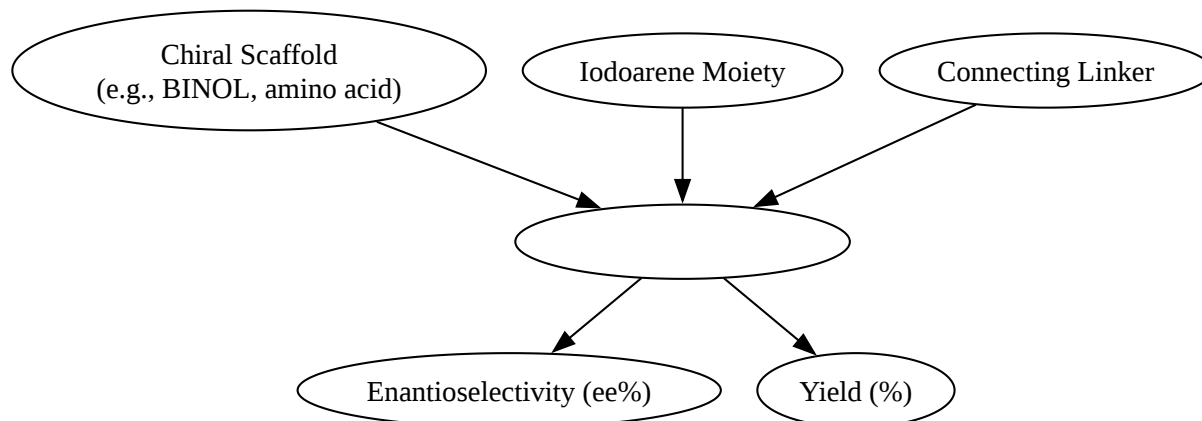 Chiral Scaffold
(e.g., BINOL, amino acid)
Iodoarene Moiety
Connecting Linker
Enantioselectivity (ee%)
Yield (%)